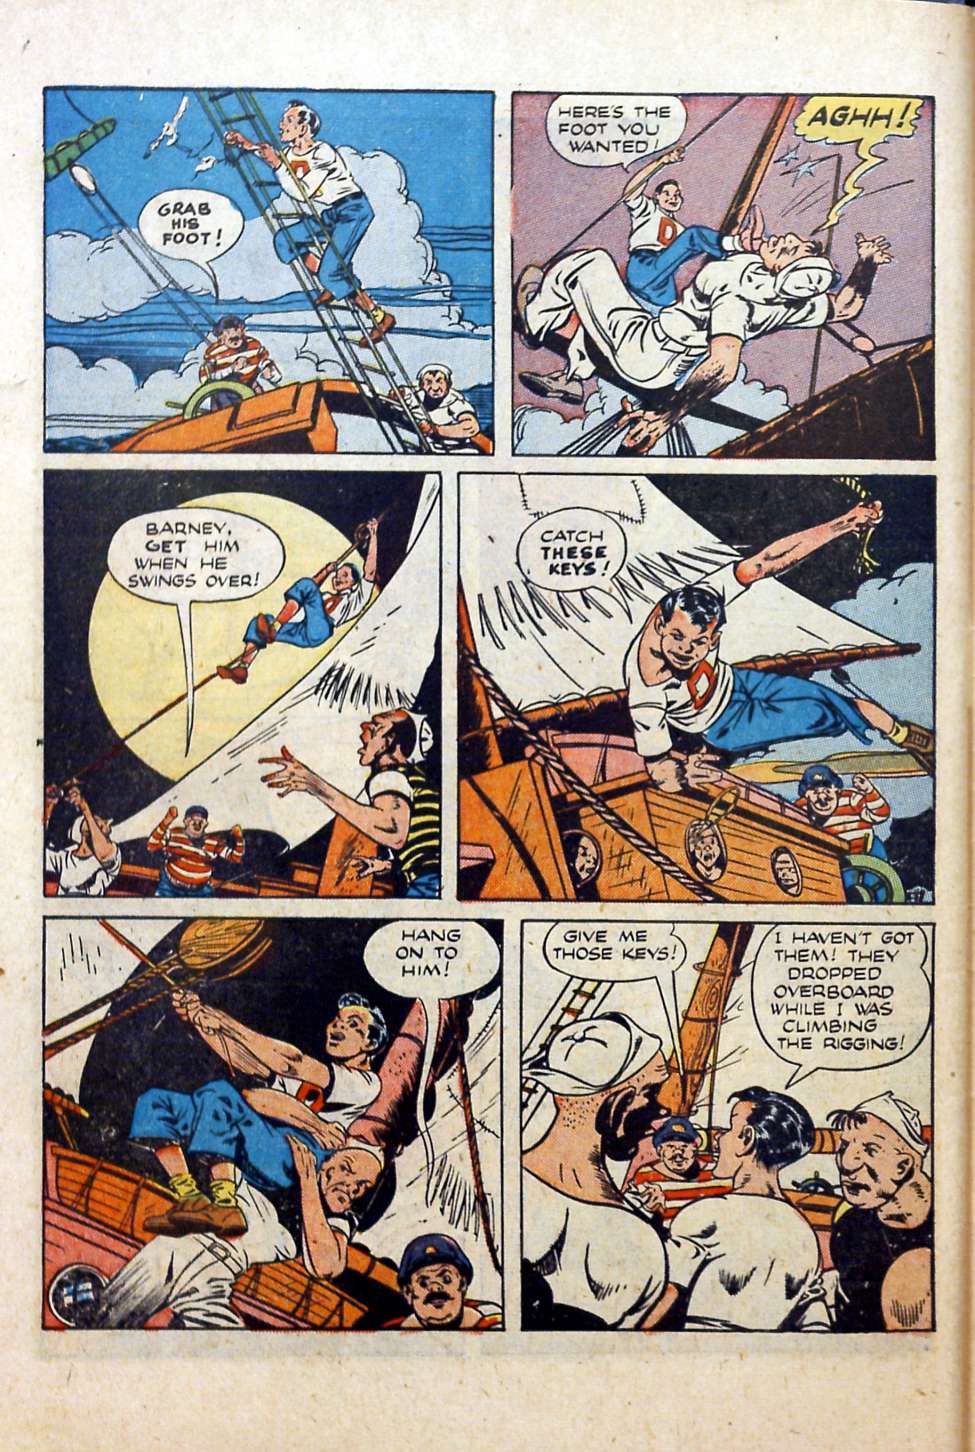 GRAB
HIS
FOOT!
HERE'S THE
FOOT YOU
WANTED!
AGHH!
D
BARNEY,
GET HIM
WHEN HE
SWINGS OVER!
CATCH
THESE
KEYS!
D
HANG
ON TO
HIM!
GIVE ME
THOSE KEYS!
I HAVEN'T GOT
THEM! THEY
DROPPED
OVERBOARD
WHILE I WAS
CLIMBING
THE RIGGING!